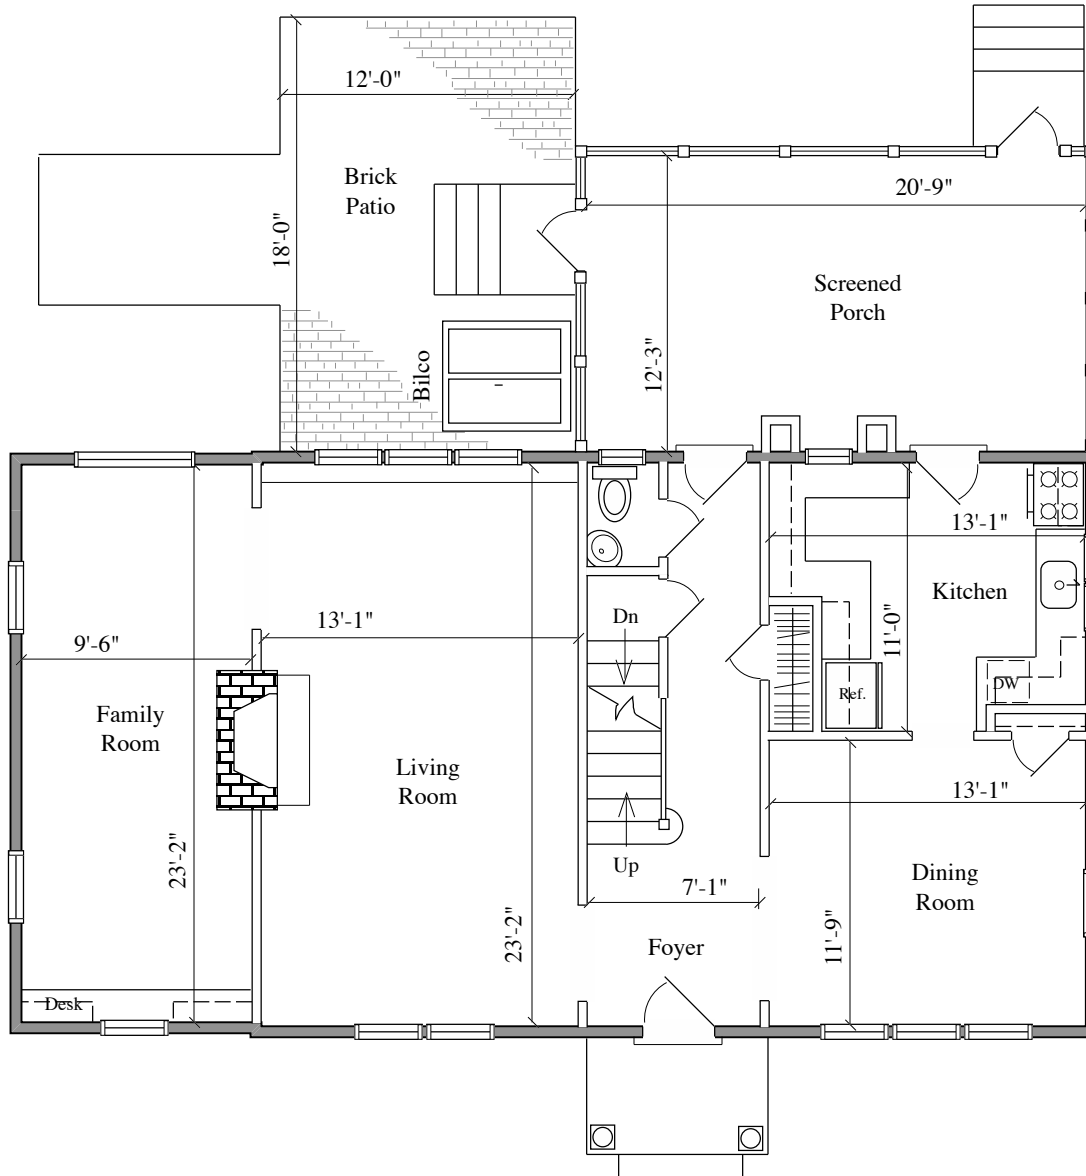 12'-0"
Brick
Patio
18'-0"
20'-9"
Screened
Porch
12'-3"
Bilco
13'-1"
Kitchen
11'-0"
Dn
13'-1"
9'-6"
DW
Ref.
Family
Room
Living
Room
13'-1"
23'-2"
Up
Dining
Room
7'-1"
23'-2"
11'-9"
Foyer
Desk